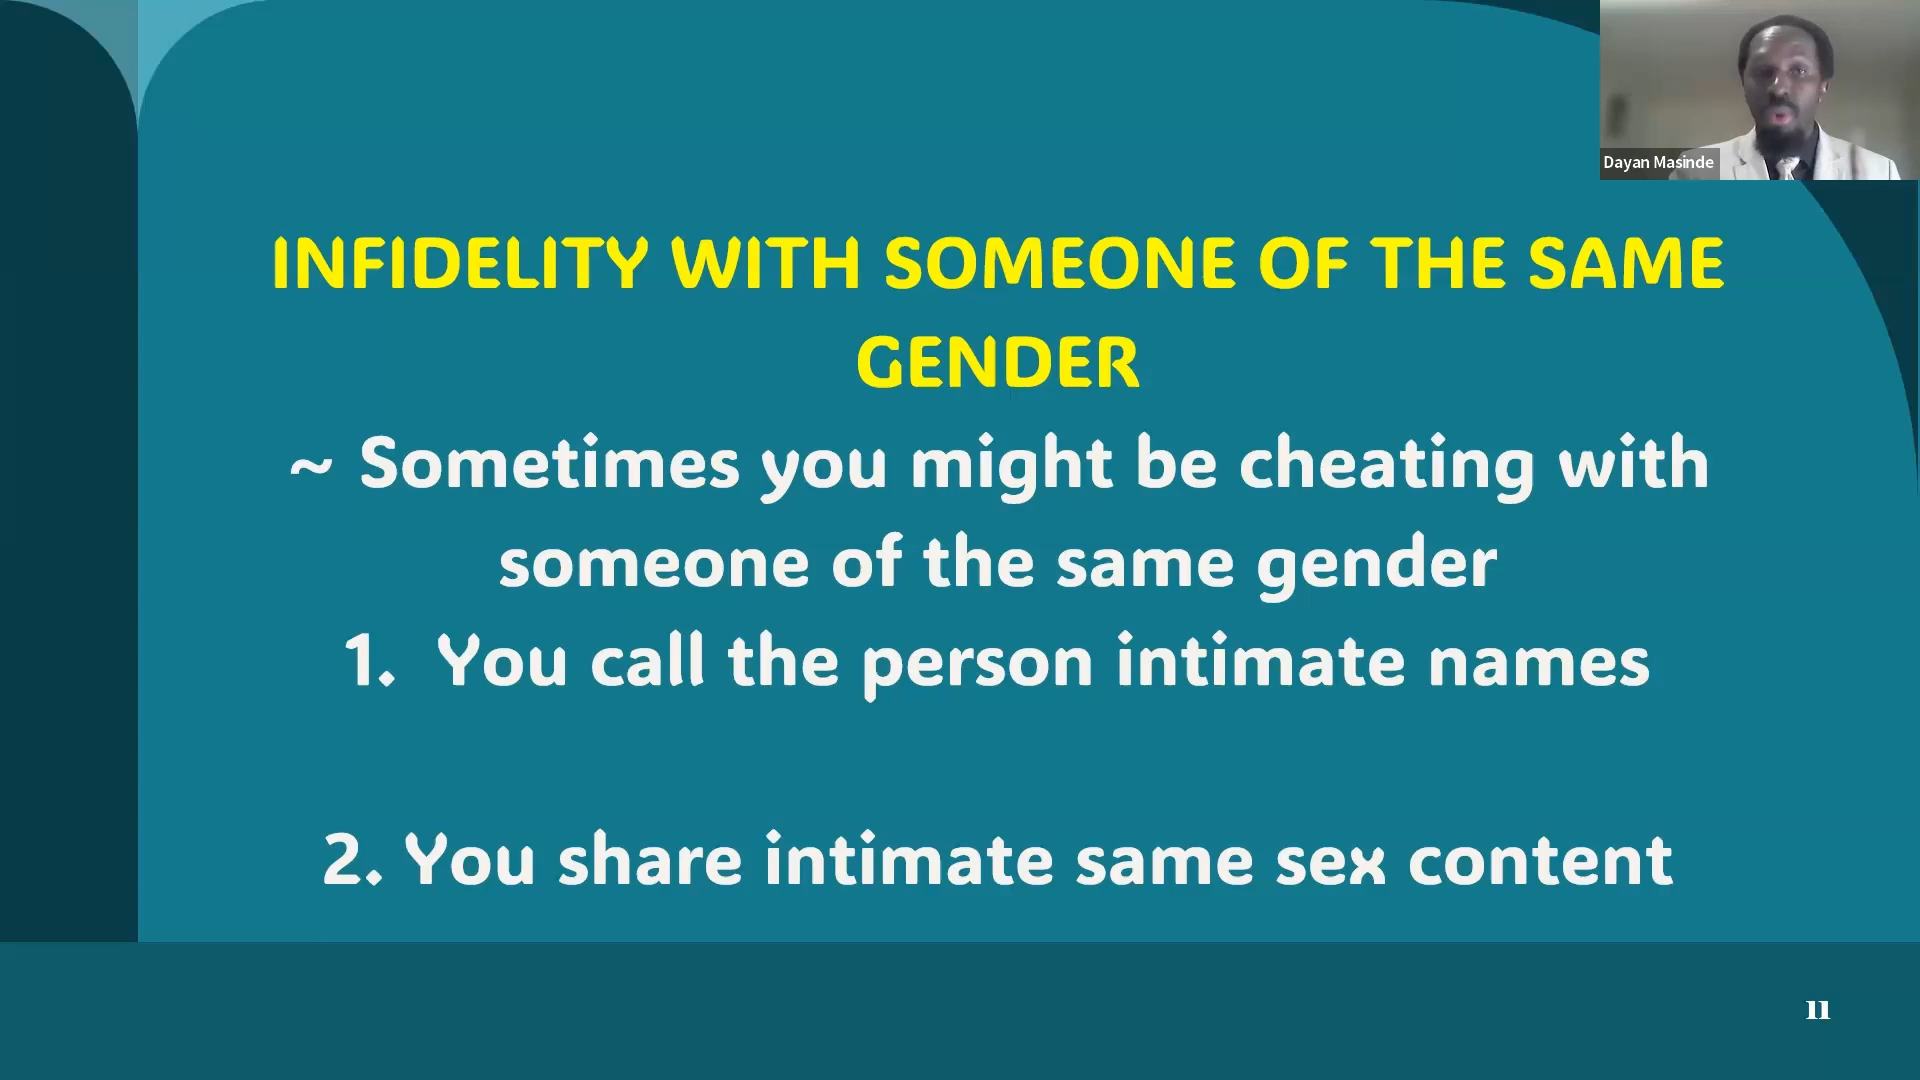 Dayan Masinde
INFIDELITY WITH SOMEONE OF THE SAME
GENDER
~ Sometimes you might be cheating with
someone of the same gender
1. You call the person intimate names
2. You share intimate same sex content
11